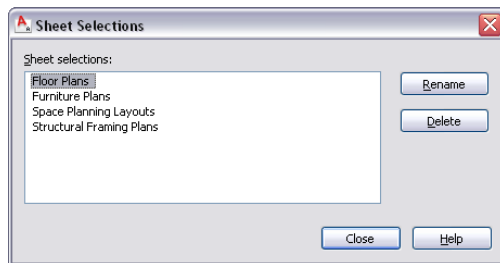 Sheet Selections
Sheet selections:
Floor Plans
Furniture Plans
Space Planning Layouts
Structural Framing Plans
Rename
Delete
Close
Help